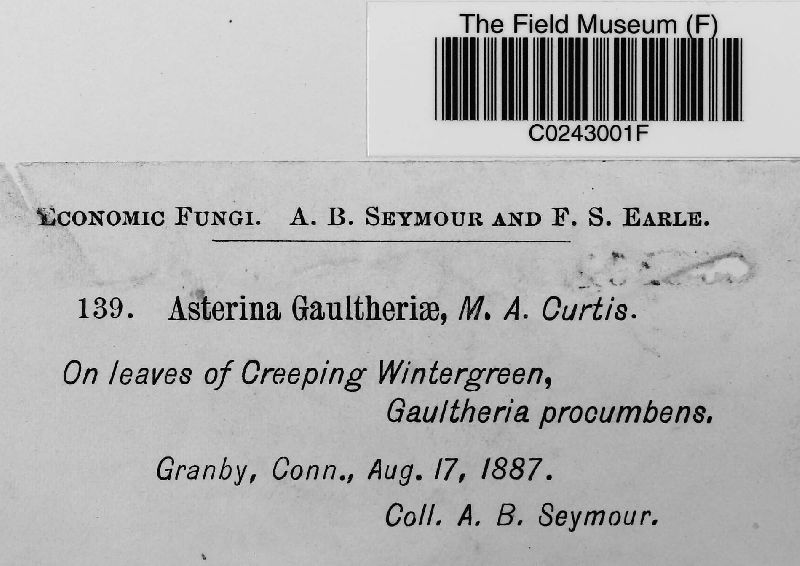 The Field Museum (F)
C0243001F
Economic Fungi. A. B. Seymour and F. S. Earle.
139. Asterina Gaultheriæ, M. A. Curtis.
On leaves of Creeping Wintergreen,
Gaultheria procumbens.
Granby, Conn., Aug. 17, 1887.
Coll. A. B. Seymour.